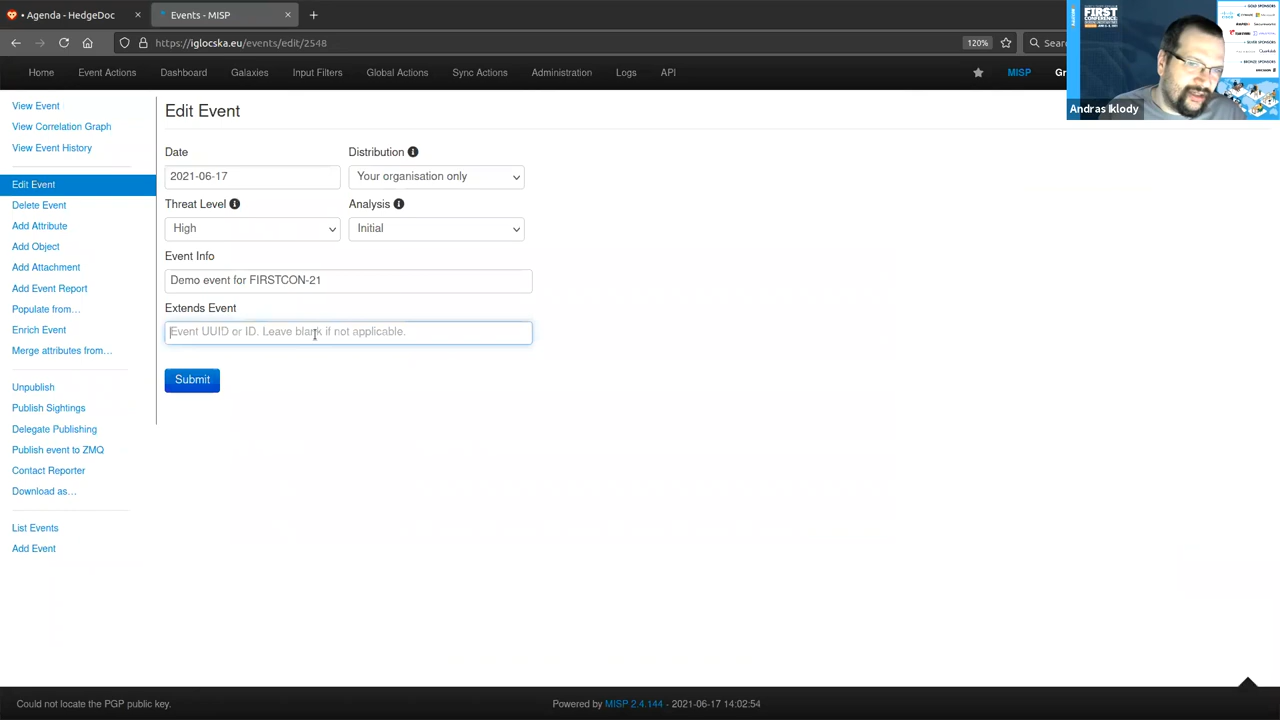 • Agenda - HedgeDoc
Events - MISP
https://iglocska.eu/events/edit/2548
120%
Sear
Home Event Actions Dashboard Galaxies Input Filters Global Actions Sync Actions Administration Logs API
MISP
FIRST
CONFERENCE
Andras Iklody
View Event
View Correlation Graph
View Event History
Edit Event
Delete Event
Add Attribute
Add Object
Add Attachment
Add Event Report
Populate from…
Enrich Event
Merge attributes from…
Unpublish
Publish Sightings
Delegate Publishing
Publish event to ZMQ
Contact Reporter
Download as…
List Events
Add Event
Edit Event
Date Distribution
2021-06-17 Your organisation only
Threat Level Analysis
High Initial
Event Info
Demo event for FIRSTCON-21
Extends Event
Event UUID or ID. Leave blank if not applicable.
Submit
Could not locate the PGP public key.
Powered by MISP 2.4.144 - 2021-06-17 14:02:54